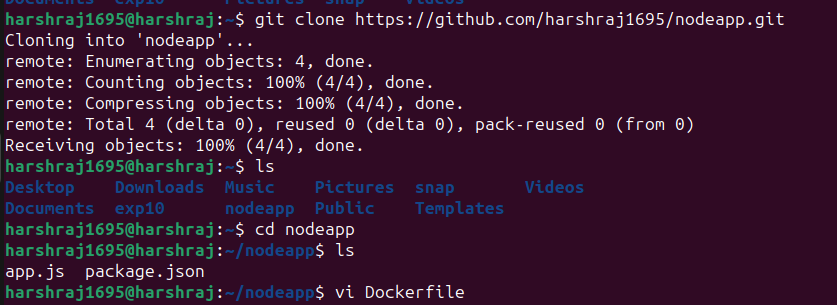 Documents  exp10      Pictures  snap       Videos
harshraj1695@harshraj:~$ git clone https://github.com/harshraj1695/nodeapp.git
Cloning into 'nodeapp'...
remote: Enumerating objects: 4, done.
remote: Counting objects: 100% (4/4), done.
remote: Compressing objects: 100% (4/4), done.
remote: Total 4 (delta 0), reused 0 (delta 0), pack-reused 0 (from 0)
Receiving objects: 100% (4/4), done.
harshraj1695@harshraj:~$ ls
Desktop    Downloads  Music    Pictures  snap       Videos
Documents  exp10      nodeapp  Public    Templates
harshraj1695@harshraj:~$ cd nodeapp
harshraj1695@harshraj:~/nodeapp$ ls
app.js  package.json
harshraj1695@harshraj:~/nodeapp$ vi Dockerfile